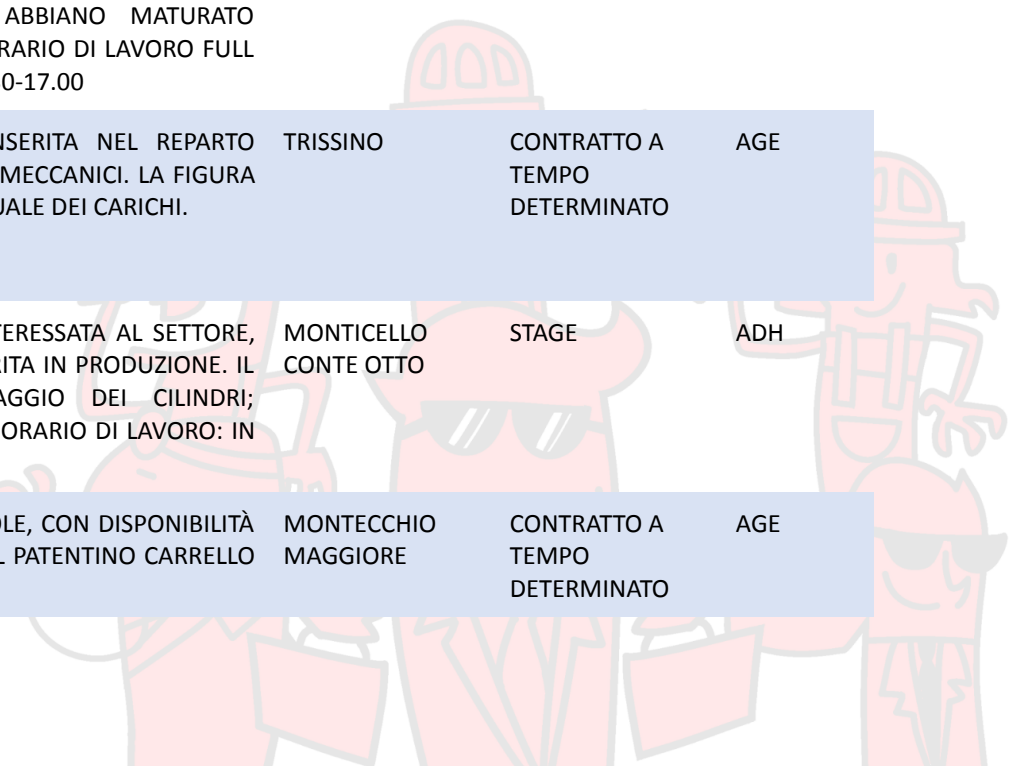 ABBIANO MATURATO
RARIO DI LAVORO FULL
0-17.00
NSERITA NEL REPARTO TRISSINO CONTRATTO A AGE
MECCANICI. LA FIGURA TEMPO
UALE DEI CARICHI. DETERMINATO
TERESSATA AL SETTORE, MONTICELLO STAGE ADH
RITA IN PRODUZIONE. IL CONTE OTTO
AGGIO DEI CILINDRI;
ORARIO DI LAVORO: IN
OLE, CON DISPONIBILITÀ MONTECCHIO CONTRATTO A AGE
L PATENTINO CARRELLO MAGGIORE TEMPO
DETERMINATO